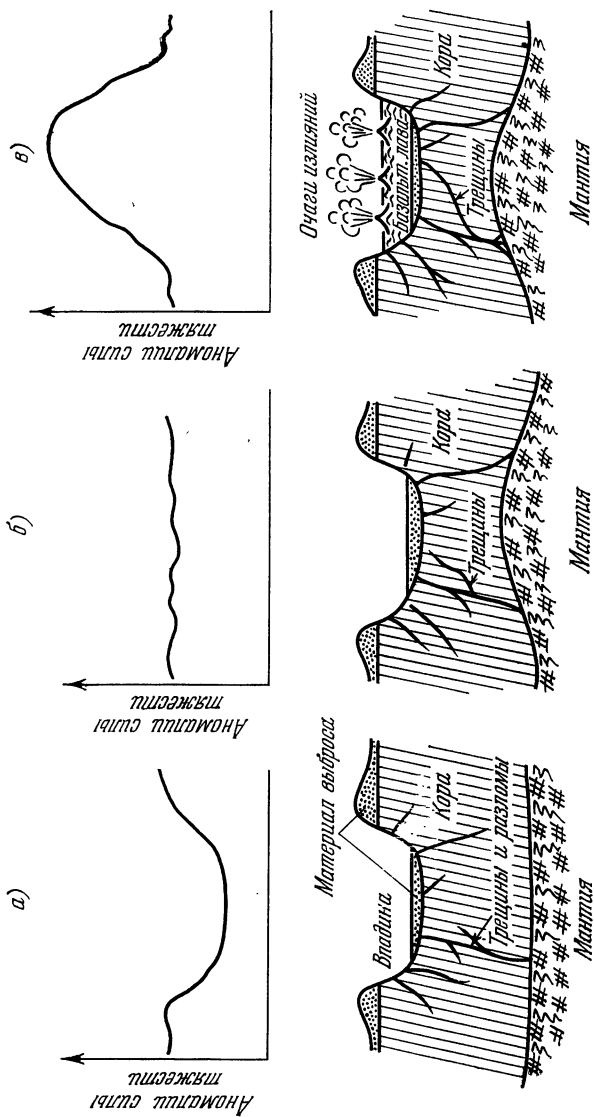 а)
Аномалии силы
тяжести
Материал выброса
Впадина
Кора
Трещины и разломы
Мантия
б)
Аномалии силы
тяжести
Кора
Трещины
Мантия
в)
Аномалии силы
тяжести
Очаги излияний
Базальт. лава
Кора
Трещины
Мантия